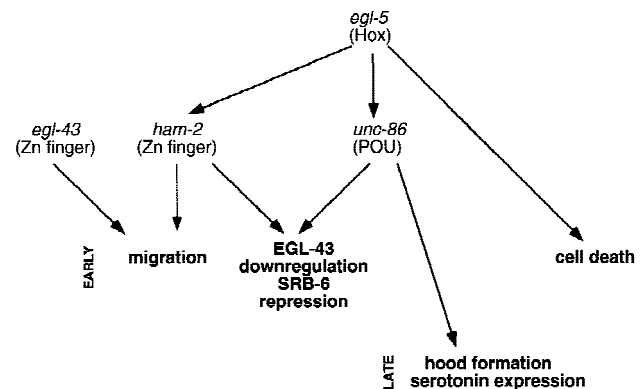 egl-5
(Hox)
egl-43
(Zn finger)
ham-2
(Zn finger)
unc-86
(POU)
EARLY
migration
EGL-43
downregulation
SRB-6
repression
cell death
LATE
hood formation
serotonin expression